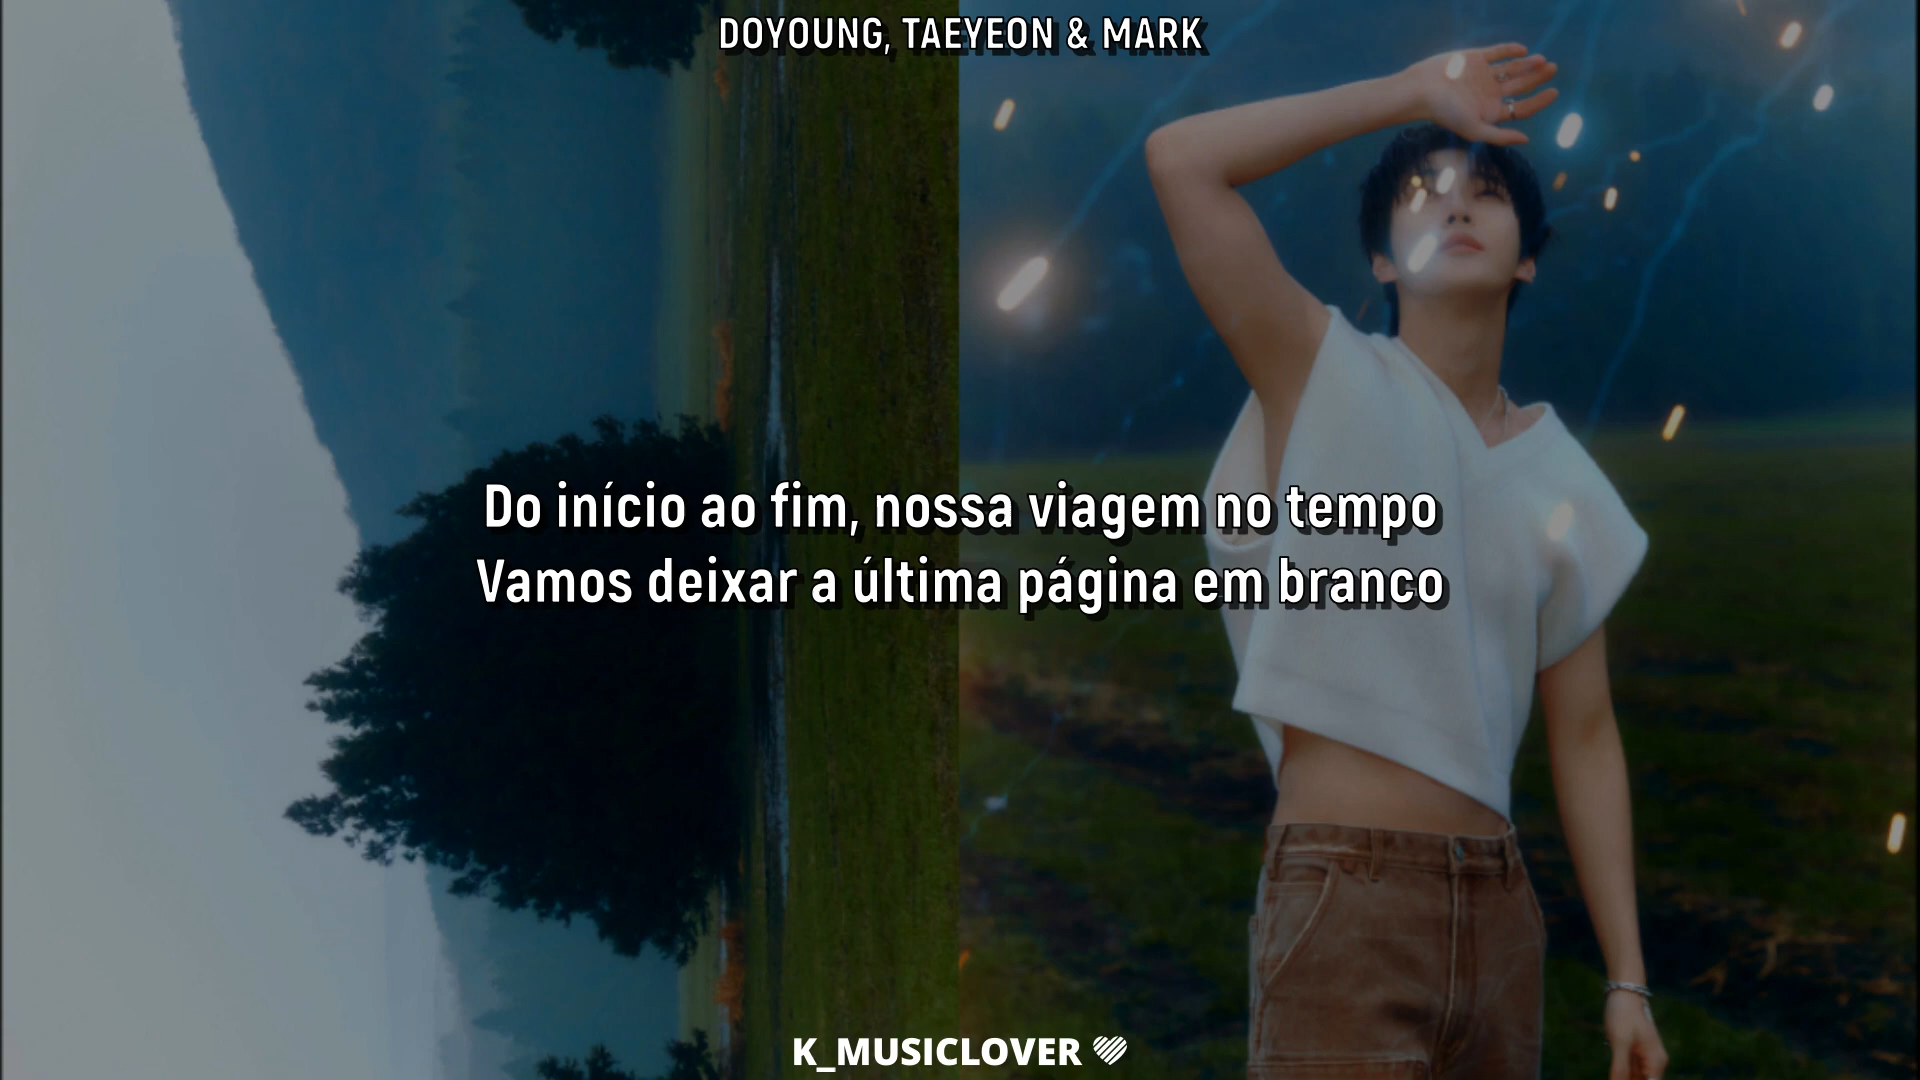 DOYOUNG, TAEYEON & MARK
Do início ao fim, nossa viagem no tempo
Vamos deixar a última página em branco
K_MUSICLOVER